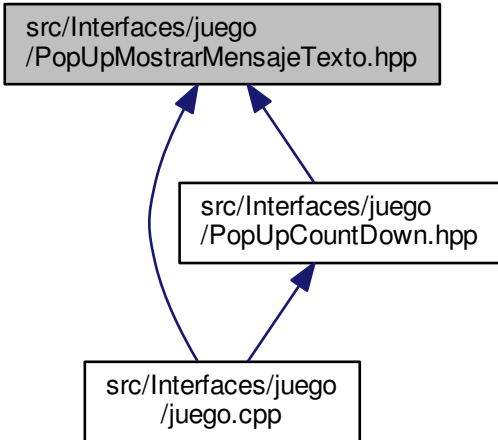 src/Interfaces/juego
/PopUpMostrarMensajeTexto.hpp
src/Interfaces/juego
/PopUpCountDown.hpp
src/Interfaces/juego
/juego.cpp